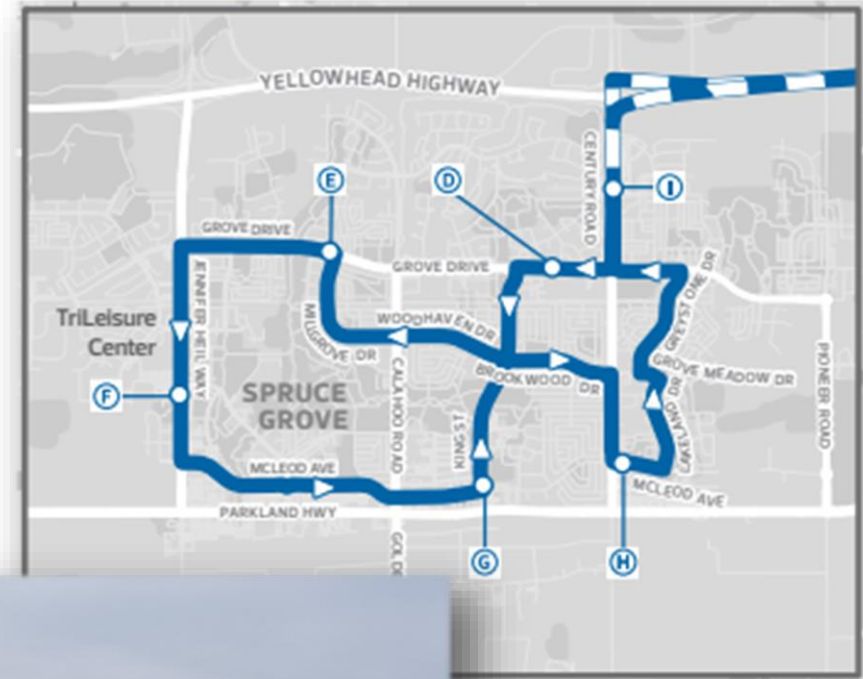 YELLOWHEAD HIGHWAY
CENTURY ROAD
E
D
I
GROVE DRIVE
GROVE DRIVE
GREYSTONE DR
JENNIFER HEIL WAY
TriLeisure
Center
MILLGROVE DR
WOODHAVEN DR
CALAHOO ROAD
BROOKWOOD DR
GROVE MEADOW DR
PIONEER ROAD
F
SPRUCE
GROVE
KING ST
OAKLAND DR
MCLEOD AVE
MCLEOD AVE
PARKLAND HWY
G
H